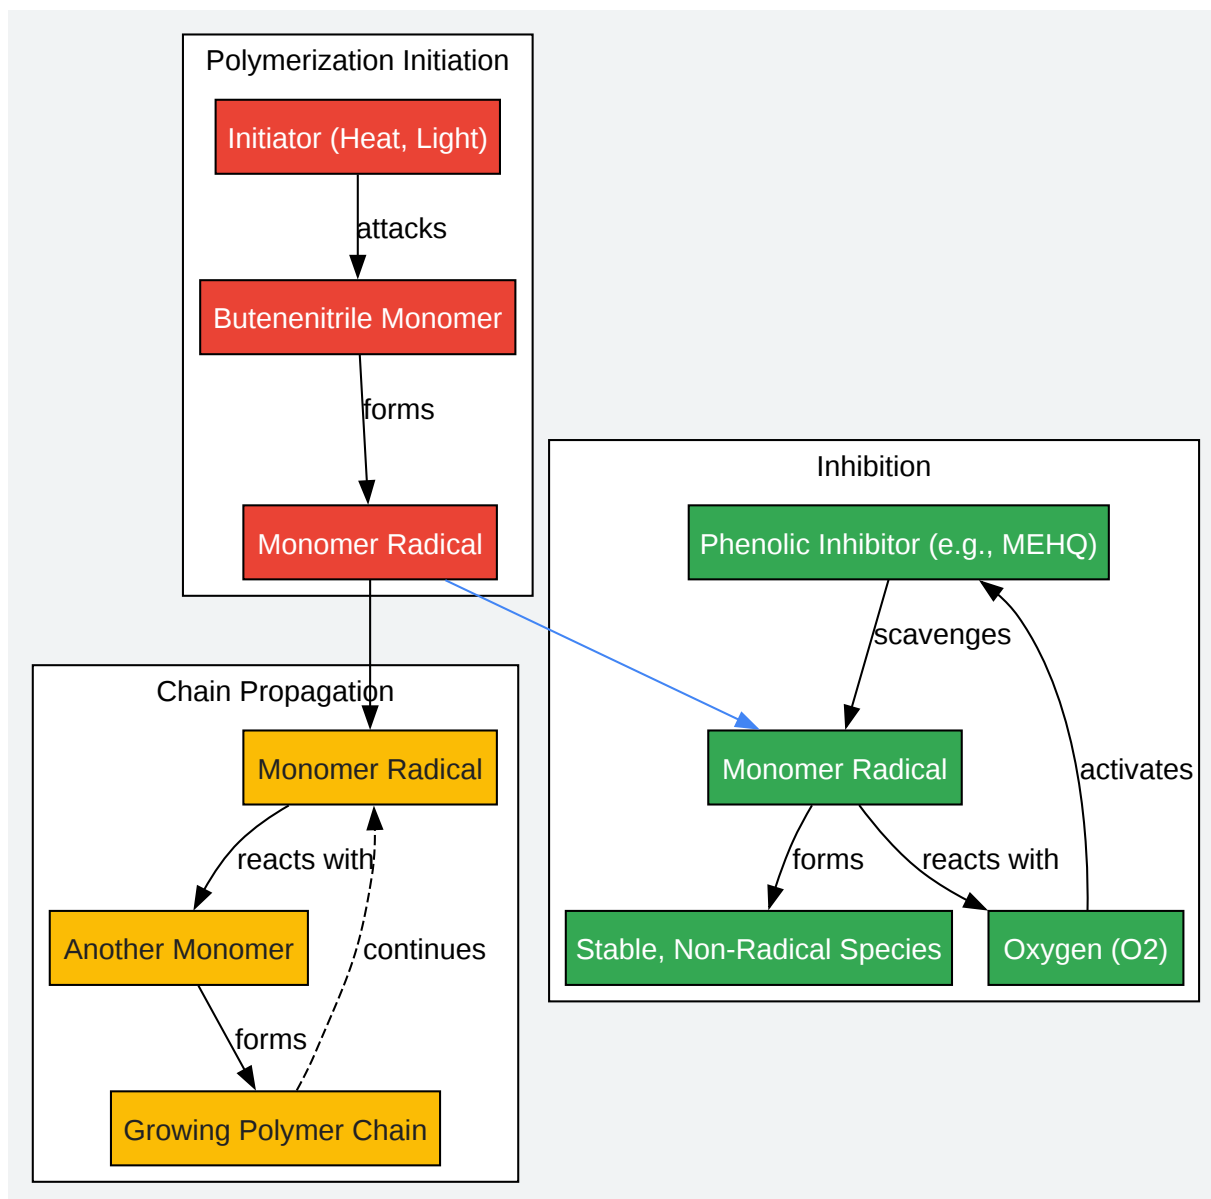 Polymerization Initiation
Initiator (Heat, Light)
attacks
Butenenitrile Monomer
forms
Monomer Radical
Inhibition
Phenolic Inhibitor (e.g., MEHQ)
scavenges
Monomer Radical
activates
forms
reacts with
Stable, Non-Radical Species
Oxygen (O2)
Chain Propagation
Monomer Radical
reacts with
Another Monomer
continues
forms
Growing Polymer Chain